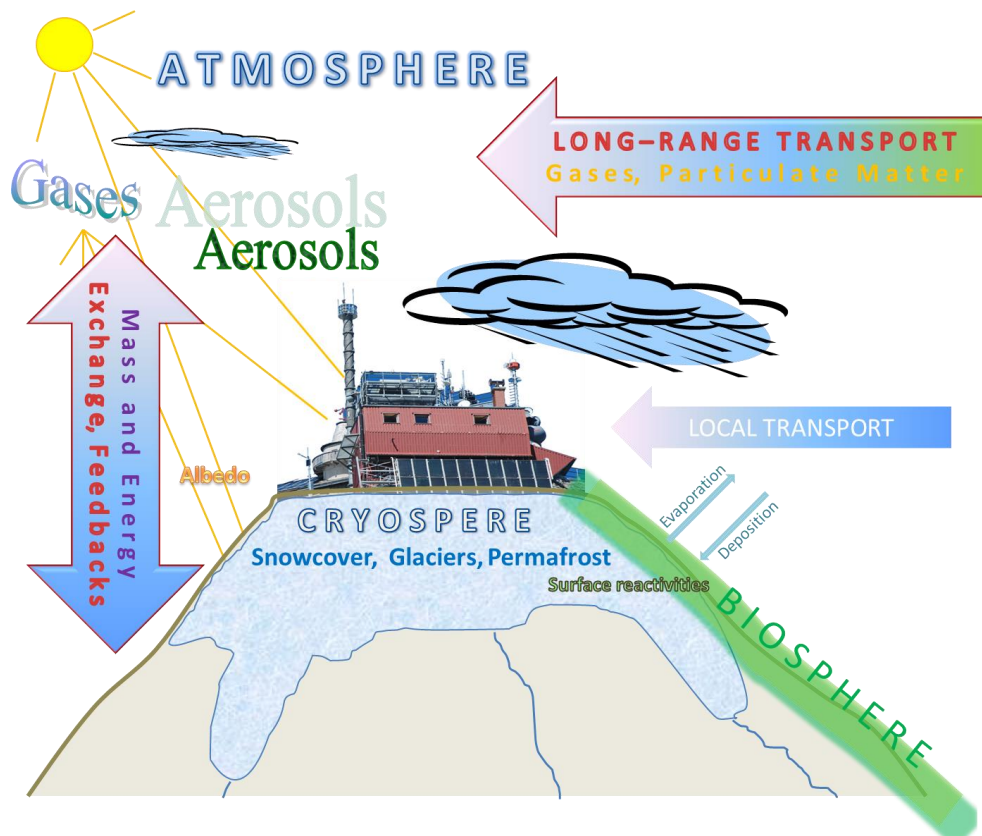 ATMOSPHERE
LONG–RANGE TRANSPORT
Gases, Particulate Matter
Gases
Aerosols
Aerosols
Mass and Energy
Exchange, Feedbacks
LOCAL TRANSPORT
Albedo
Evaporation
Deposition
CRYOSPERE
Snowcover, Glaciers, Permafrost
Surface reactivities
BIOSPHERE